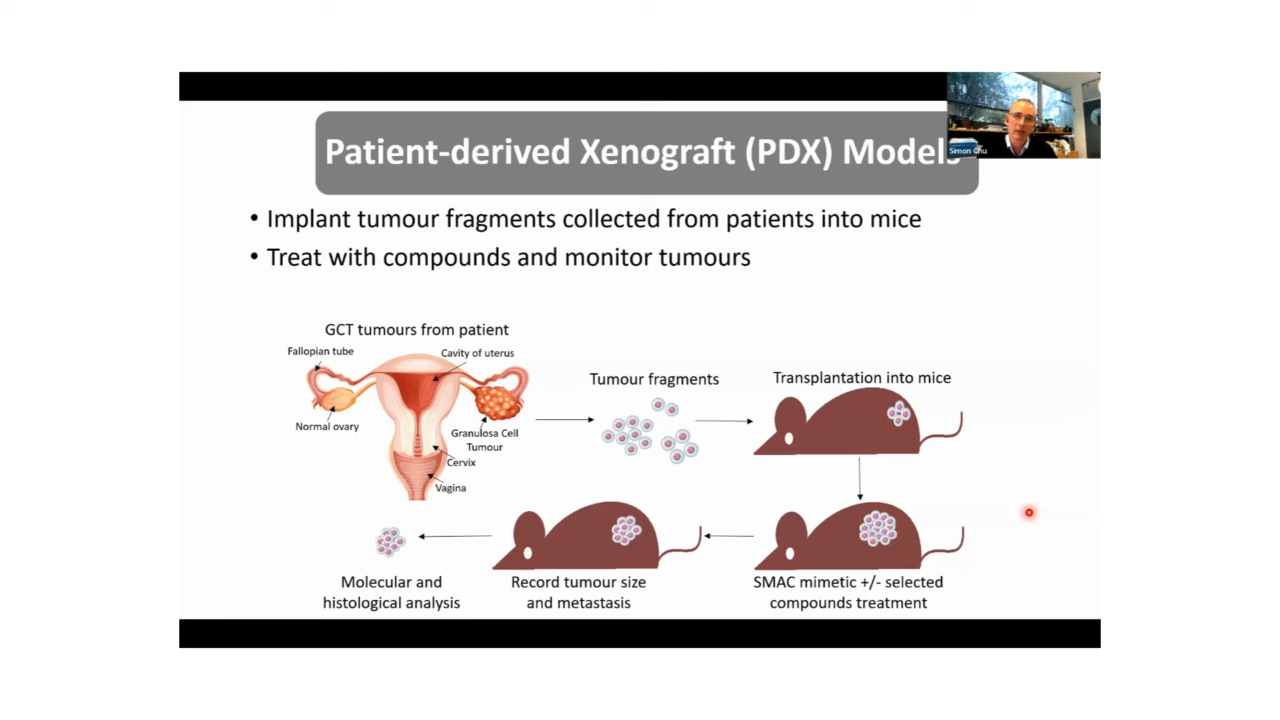 Patient-derived Xenograft (PDX) Models
Simon Chu
• Implant tumour fragments collected from patients into mice
• Treat with compounds and monitor tumours
GCT tumours from patient
Fallopian tube
Cavity of uterus
Normal ovary
Granulosa Cell
Tumour
Cervix
Vagina
Tumour fragments
Transplantation into mice
SMAC mimetic +/- selected
compounds treatment
Record tumour size
and metastasis
Molecular and
histological analysis